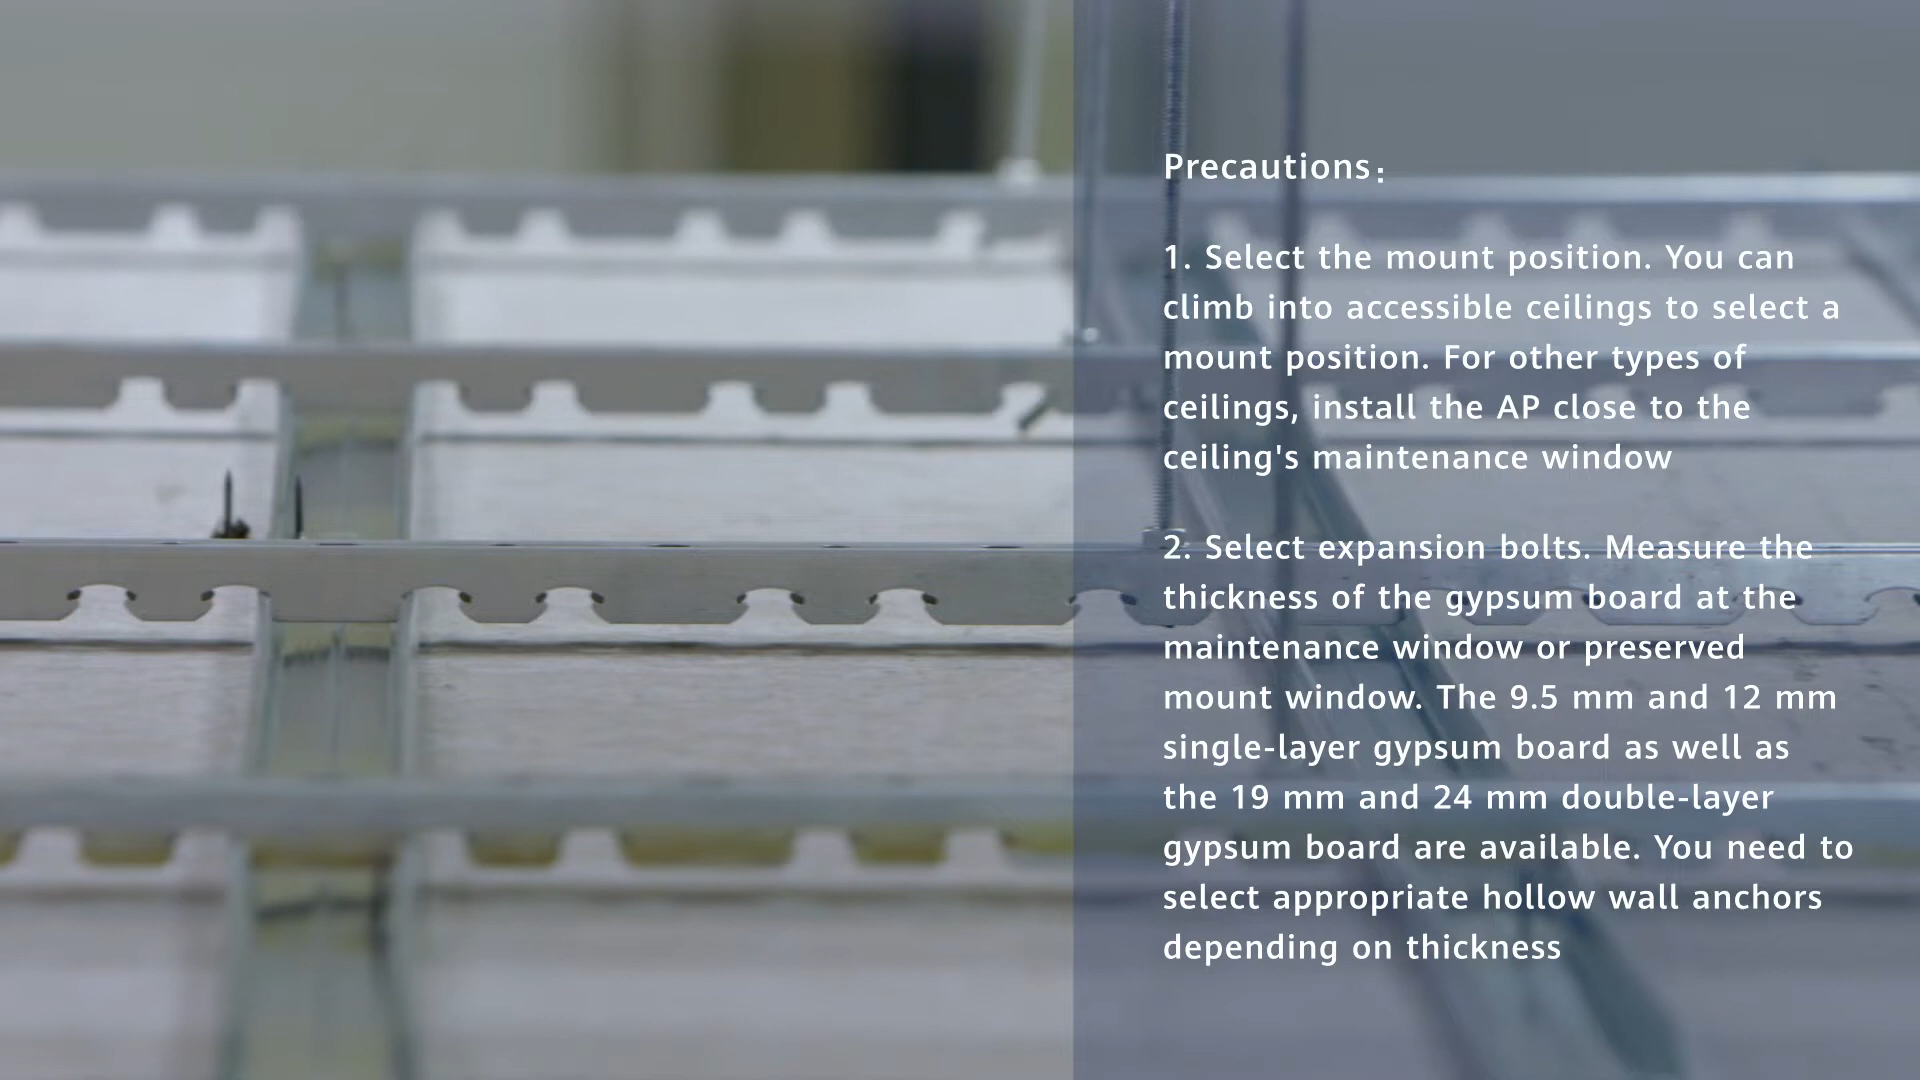 Precautions:
1. Select the mount position. You can
climb into accessible ceilings to select a
mount position. For other types of
ceilings, install the AP close to the
ceiling's maintenance window
2. Select expansion bolts. Measure the
thickness of the gypsum board at the
maintenance window or preserved
mount window. The 9.5 mm and 12 mm
single-layer gypsum board as well as
the 19 mm and 24 mm double-layer
gypsum board are available. You need to
select appropriate hollow wall anchors
depending on thickness